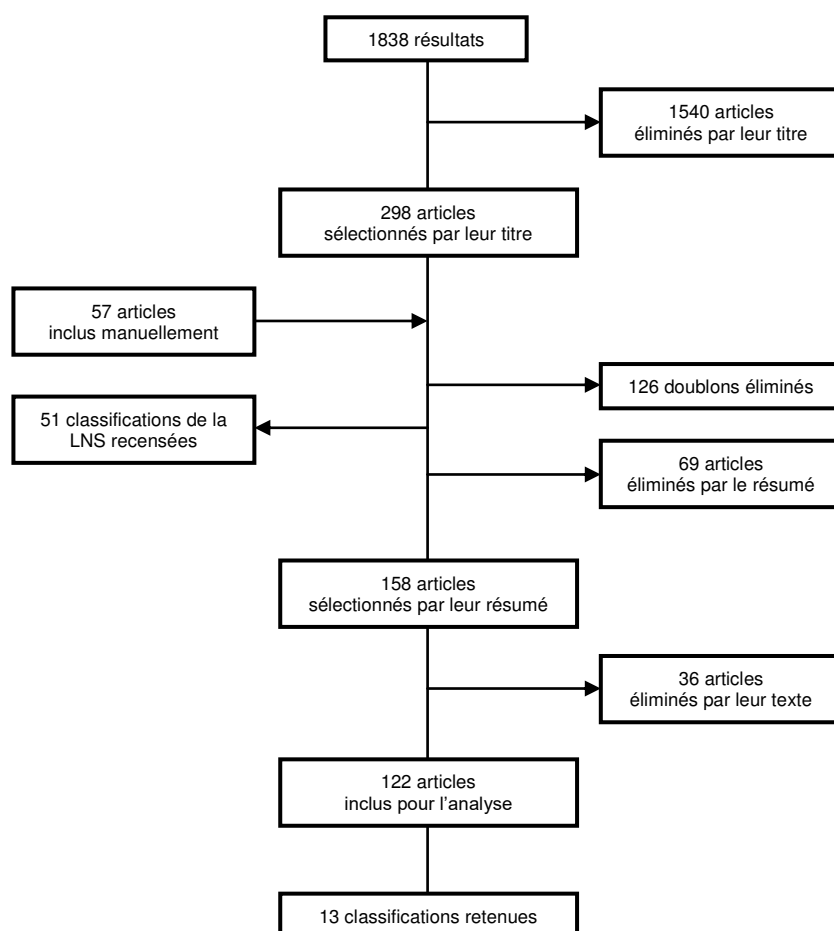 1838 résultats
1540 articles
éliminés par leur titre
298 articles
sélectionnés par leur titre
57 articles
inclus manuellement
126 doublons éliminés
51 classifications de la
LNS recensées
69 articles
éliminés par le résumé
158 articles
sélectionnés par leur résumé
36 articles
éliminés par leur texte
122 articles
inclus pour l’analyse
13 classifications retenues